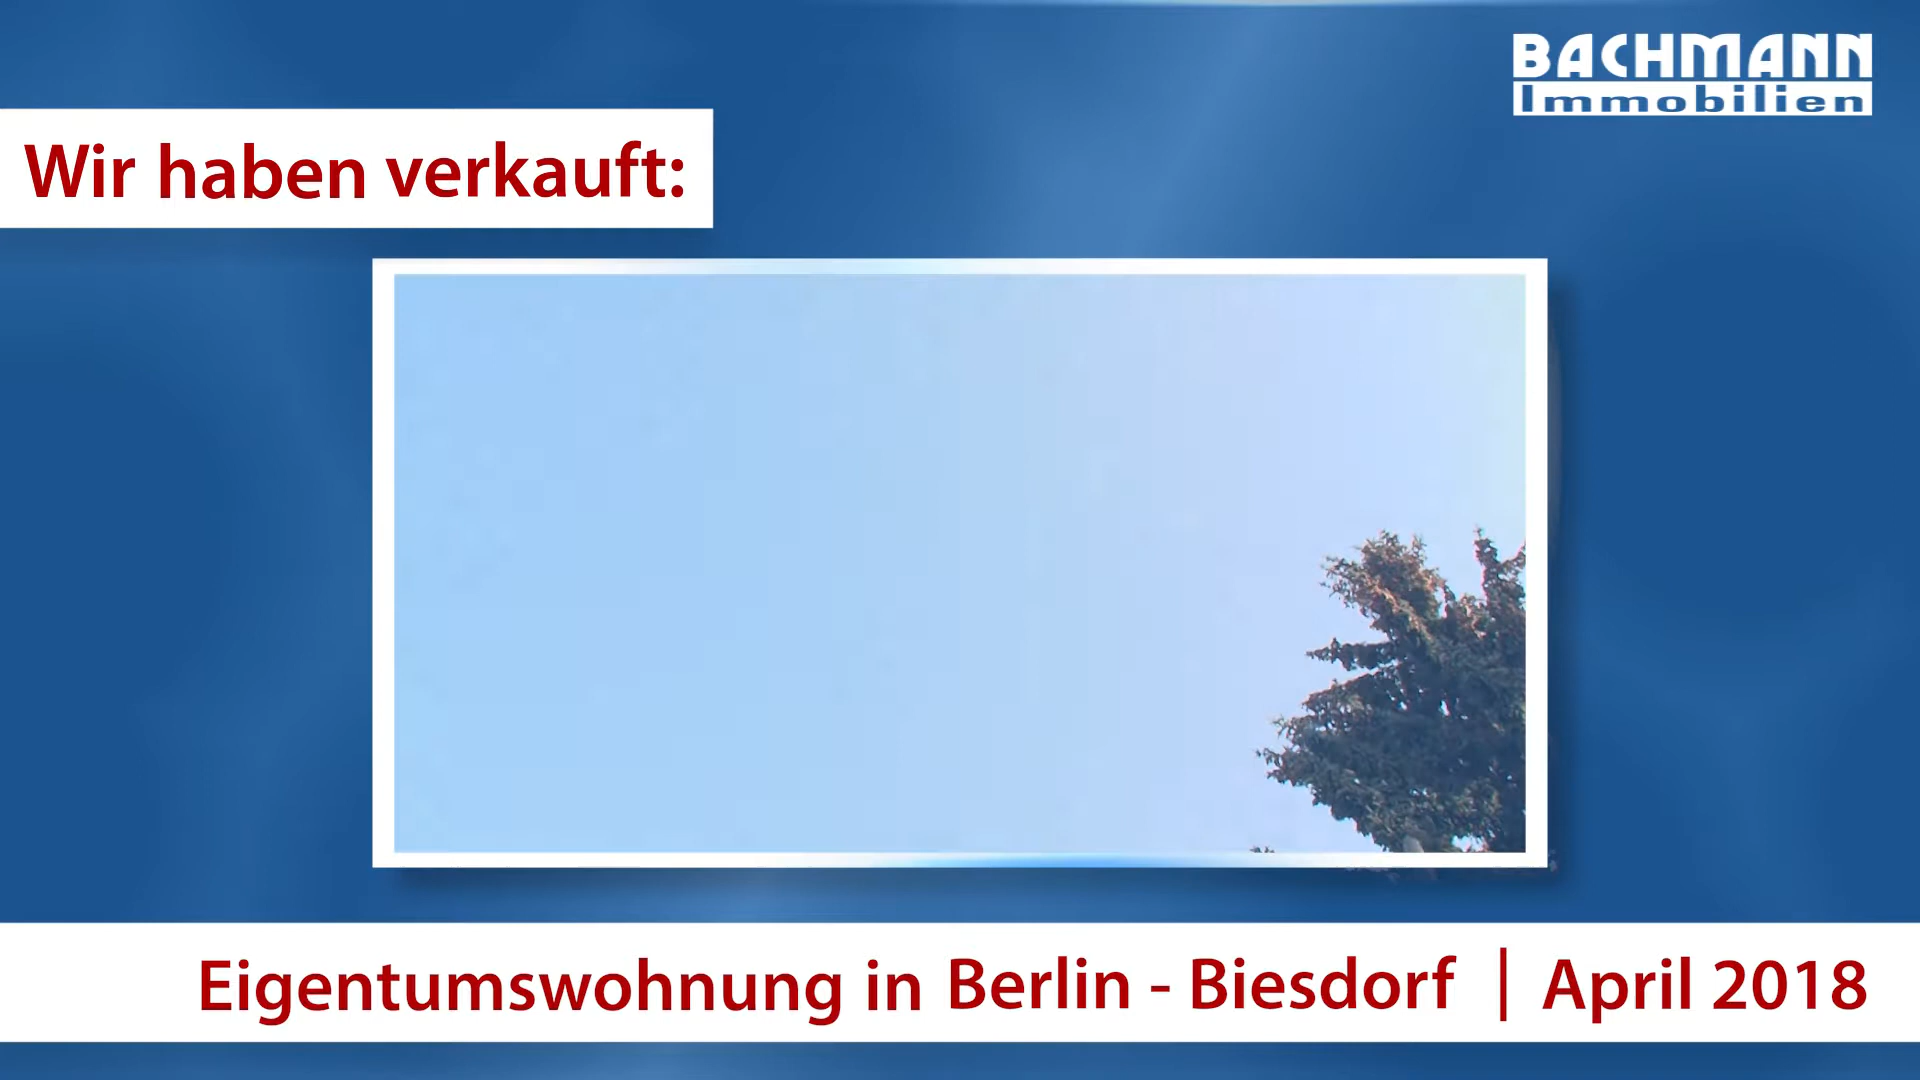 BACHMANN
Immobilien
Wir haben verkauft:
Eigentumswohnung in Berlin - Biesdorf | April 2018